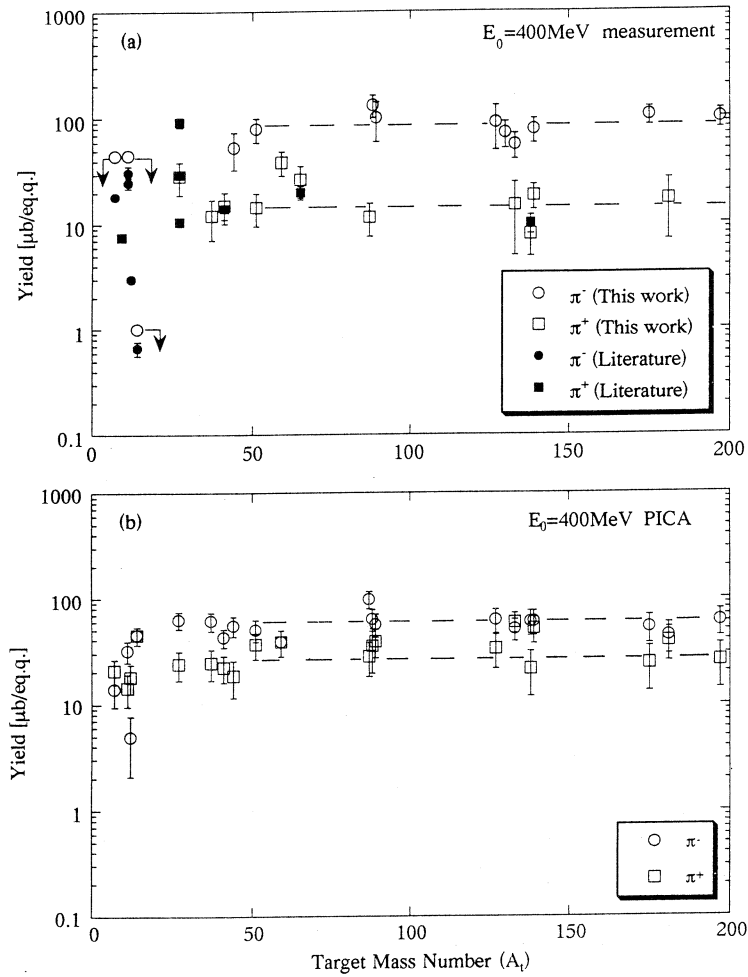 1000
(a)
E₀=400MeV measurement
100
10
1
0.1
Yield [μb/eq.q.]
π⁻ (This work)
π⁺ (This work)
π⁻ (Literature)
π⁺ (Literature)
0 50 100 150 200
1000
(b)
E₀=400MeV PICA
100
10
1
0.1
Yield [μb/eq.q.]
π⁻
π⁺
0 50 100 150 200
Target Mass Number (Aₜ)